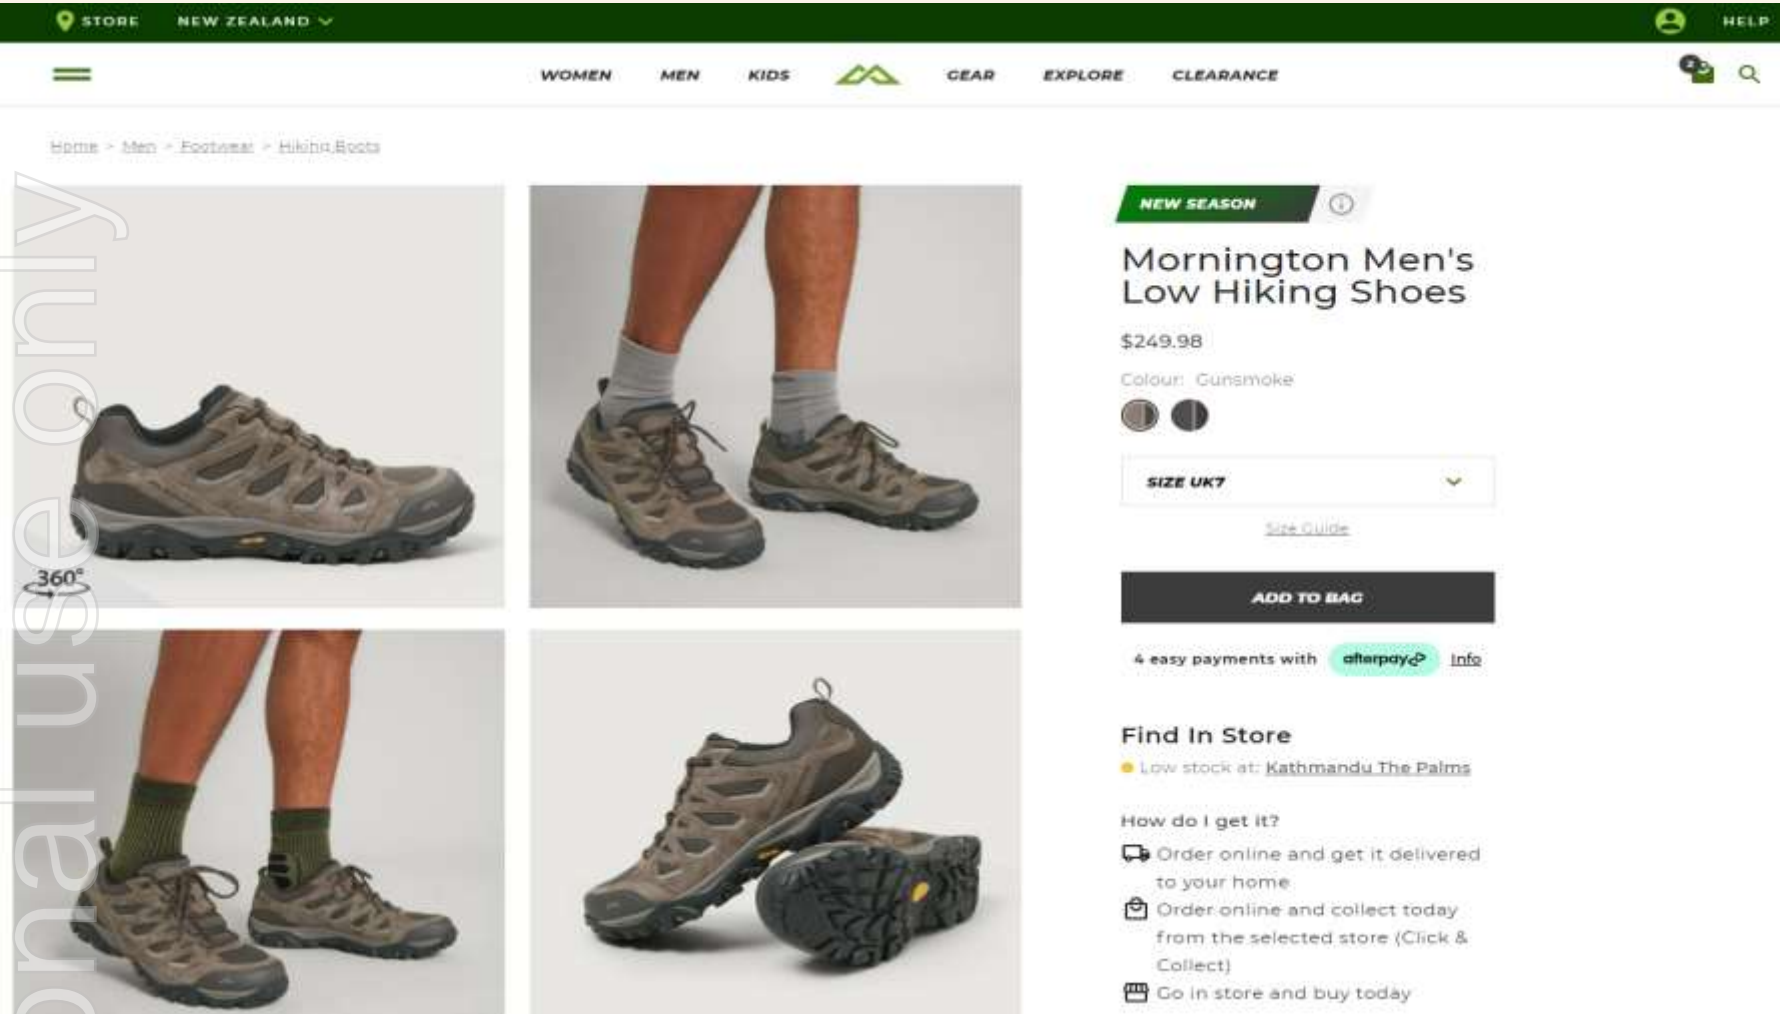 STORE NEW ZEALAND HELP
WOMEN MEN KIDS GEAR EXPLORE CLEARANCE 2
Home > Men > Footwear > Hiking Boots
NEW SEASON
Mornington Men's
Low Hiking Shoes
$249.98
Colour: Gunsmoke
SIZE UK7
Size Guide
ADD TO BAG
4 easy payments with afterpay Info
Find In Store
Low stock at: Kathmandu The Palms
How do I get it?
Order online and get it delivered
to your home
Order online and collect today
from the selected store (Click &
Collect)
Go in store and buy today
360°
onal use only